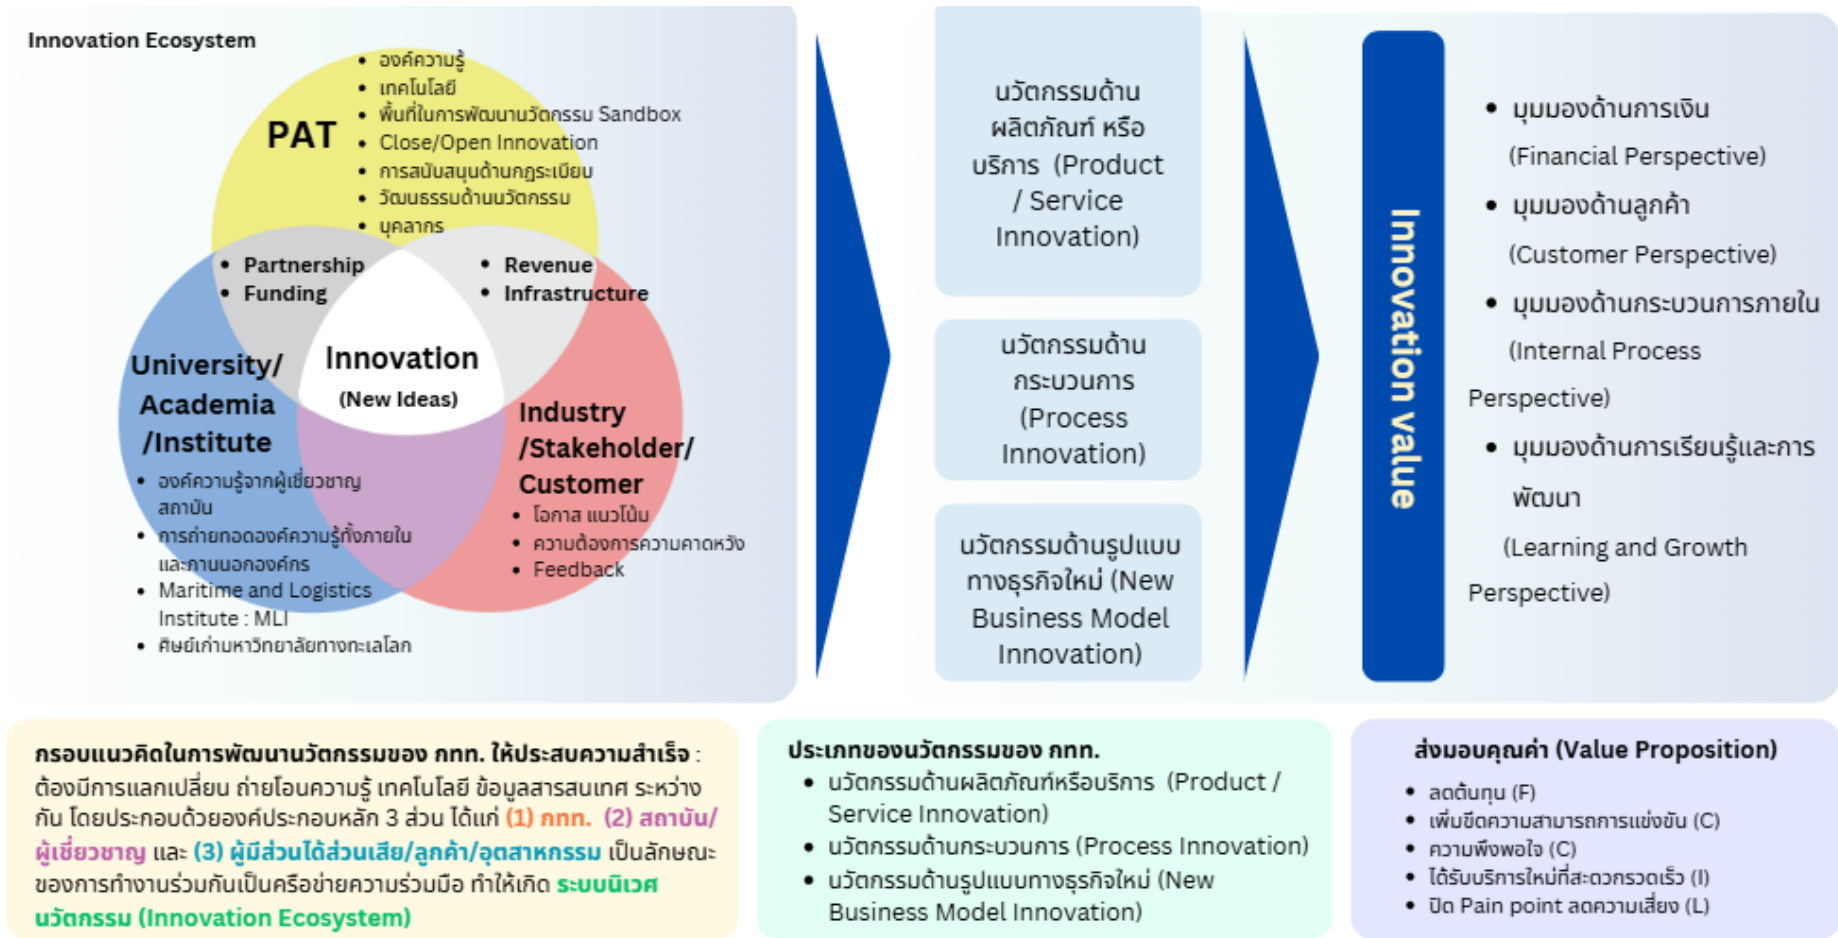 Innovation Ecosystem
PAT
• องค์ความรู้
• เทคโนโลยี
• พื้นที่ในการพัฒนานวัตกรรม Sandbox
• Close/Open Innovation
• การสนับสนุนด้านกฎระเบียบ
• วัฒนธรรมด้านนวัตกรรม
• บุคลากร
• Partnership
• Funding
• Revenue
• Infrastructure
Innovation
(New Ideas)
University/
Academia
/Institute
• องค์ความรู้จากผู้เชี่ยวชาญ
สถาบัน
• การถ่ายทอดองค์ความรู้ทั้งภายใน
และภานนอกองค์กร
• Maritime and Logistics
Institute : MLI
• ศิษย์เก่ามหาวิทยาลัยทางทะเลโลก
Industry
/Stakeholder/
Customer
• โอกาส แนวโน้ม
• ความต้องการความคาดหวัง
• Feedback
นวัตกรรมด้าน
ผลิตภัณฑ์ หรือ
บริการ (Product
/ Service
Innovation)
นวัตกรรมด้าน
กระบวนการ
(Process
Innovation)
นวัตกรรมด้านรูปแบบ
ทางธุรกิจใหม่ (New
Business Model
Innovation)
Innovation value
• มุมมองด้านการเงิน
(Financial Perspective)
• มุมมองด้านลูกค้า
(Customer Perspective)
• มุมมองด้านกระบวนการภายใน
(Internal Process
Perspective)
• มุมมองด้านการเรียนรู้และการ
พัฒนา
(Learning and Growth
Perspective)
กรอบแนวคิดในการพัฒนานวัตกรรมของ กทท. ให้ประสบความสำเร็จ :
ต้องมีการแลกเปลี่ยน ถ่ายโอนความรู้ เทคโนโลยี ข้อมูลสารสนเทศ ระหว่าง
กัน โดยประกอบด้วยองค์ประกอบหลัก 3 ส่วน ได้แก่ (1) กทท. (2) สถาบัน/
ผู้เชี่ยวชาญ และ (3) ผู้มีส่วนได้ส่วนเสีย/ลูกค้า/อุตสาหกรรม เป็นลักษณะ
ของการทำงานร่วมกันเป็นเครือข่ายความร่วมมือ ทำให้เกิด ระบบนิเวศ
นวัตกรรม (Innovation Ecosystem)
ประเภทของนวัตกรรมของ กทท.
• นวัตกรรมด้านผลิตภัณฑ์หรือบริการ (Product /
Service Innovation)
• นวัตกรรมด้านกระบวนการ (Process Innovation)
• นวัตกรรมด้านรูปแบบทางธุรกิจใหม่ (New
Business Model Innovation)
ส่งมอบคุณค่า (Value Proposition)
• ลดต้นทุน (F)
• เพิ่มขีดความสามารถการแข่งขัน (C)
• ความพึงพอใจ (C)
• ได้รับบริการใหม่ที่สะดวกรวดเร็ว (I)
• ปิด Pain point ลดความเสี่ยง (L)